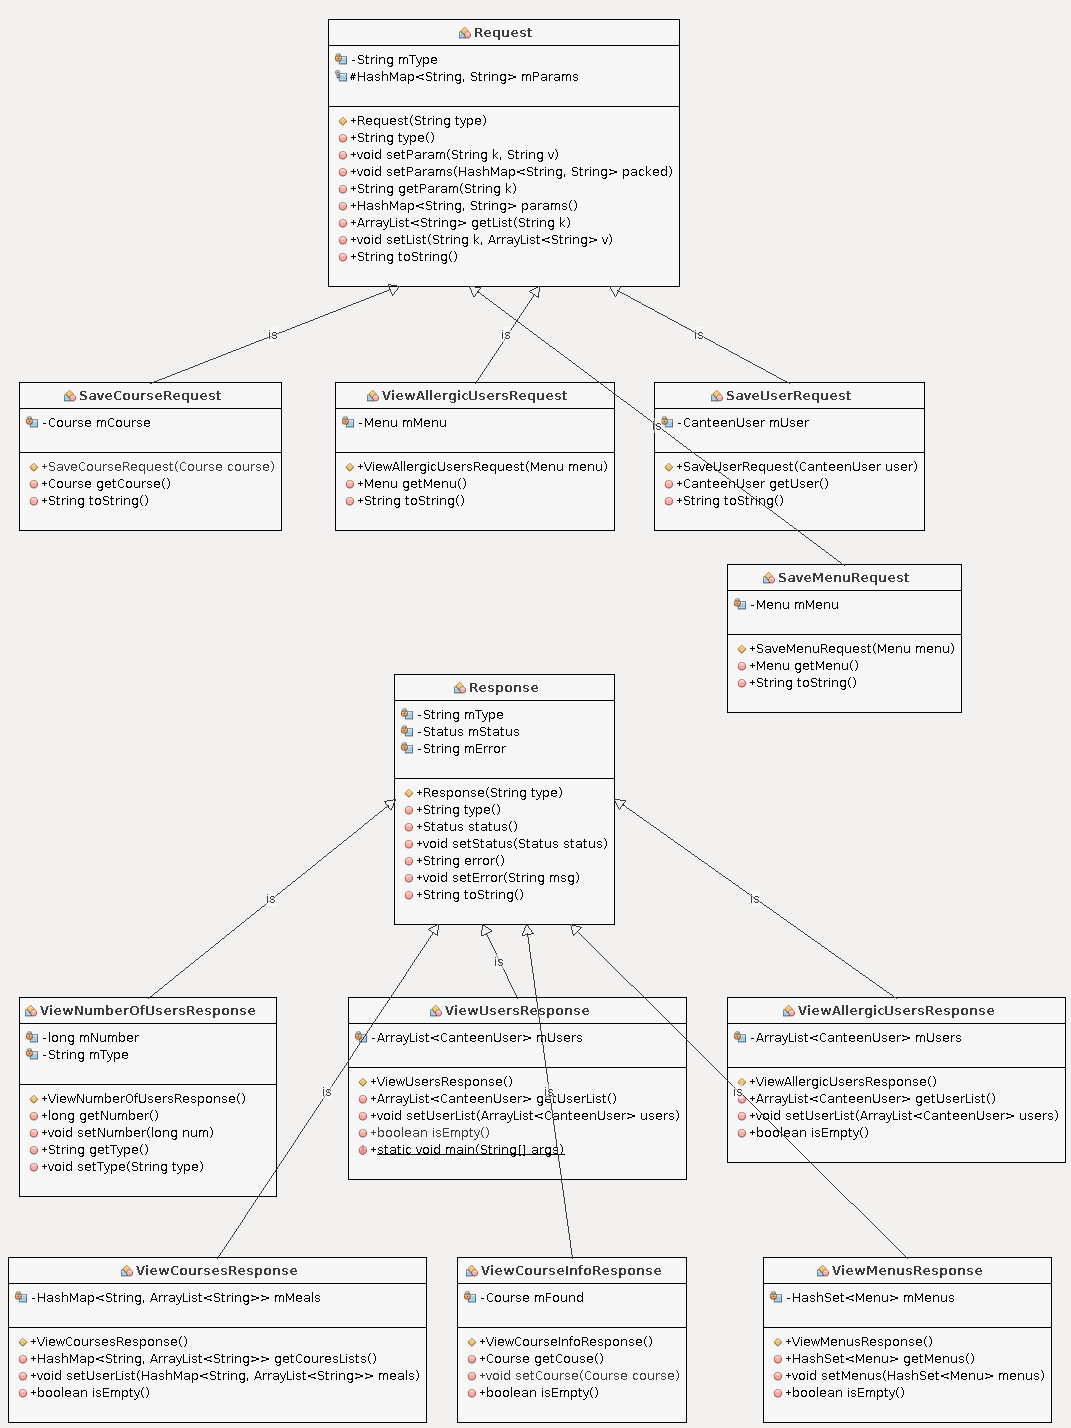 Request
-String mType
#HashMap<String, String> mParams
+Request(String type)
+String type()
+void setParam(String k, String v)
+void setParams(HashMap<String, String> packed)
+String getParam(String k)
+HashMap<String, String> params()
+ArrayList<String> getList(String k)
+void setList(String k, ArrayList<String> v)
+String toString()
is
is
is
SaveCourseRequest
-Course mCourse
+SaveCourseRequest(Course course)
+Course getCourse()
+String toString()
ViewAllergicUsersRequest
-Menu mMenu
+ViewAllergicUsersRequest(Menu menu)
+Menu getMenu()
+String toString()
is
SaveUserRequest
-CanteenUser mUser
+SaveUserRequest(CanteenUser user)
+CanteenUser getUser()
+String toString()
SaveMenuRequest
-Menu mMenu
+SaveMenuRequest(Menu menu)
+Menu getMenu()
+String toString()
Response
-String mType
-Status mStatus
-String mError
+Response(String type)
+String type()
+Status status()
+void setStatus(Status status)
+String error()
+void setError(String msg)
+String toString()
is
is
is
ViewNumberOfUsersResponse
-long mNumber
-String mType
+ViewNumberOfUsersResponse()
+long getNumber()
+void setNumber(long num)
+String getType()
+void setType(String type)
is
ViewUsersResponse
-ArrayList<CanteenUser> mUsers
+ViewUsersResponse()
+ArrayList<CanteenUser> getUserList()
+void setUserList(ArrayList<CanteenUser> users)
+boolean isEmpty()
+static void main(String[] args)
is
is
ViewAllergicUsersResponse
-ArrayList<CanteenUser> mUsers
+ViewAllergicUsersResponse()
+ArrayList<CanteenUser> getUserList()
+void setUserList(ArrayList<CanteenUser> users)
+boolean isEmpty()
ViewCoursesResponse
-HashMap<String, ArrayList<String>> mMeals
+ViewCoursesResponse()
+HashMap<String, ArrayList<String>> getCouresLists()
+void setUserList(HashMap<String, ArrayList<String>> meals)
+boolean isEmpty()
ViewCourseInfoResponse
-Course mFound
+ViewCourseInfoResponse()
+Course getCouse()
+void setCourse(Course course)
+boolean isEmpty()
ViewMenusResponse
-HashSet<Menu> mMenus
+ViewMenusResponse()
+HashSet<Menu> getMenus()
+void setMenus(HashSet<Menu> menus)
+boolean isEmpty()